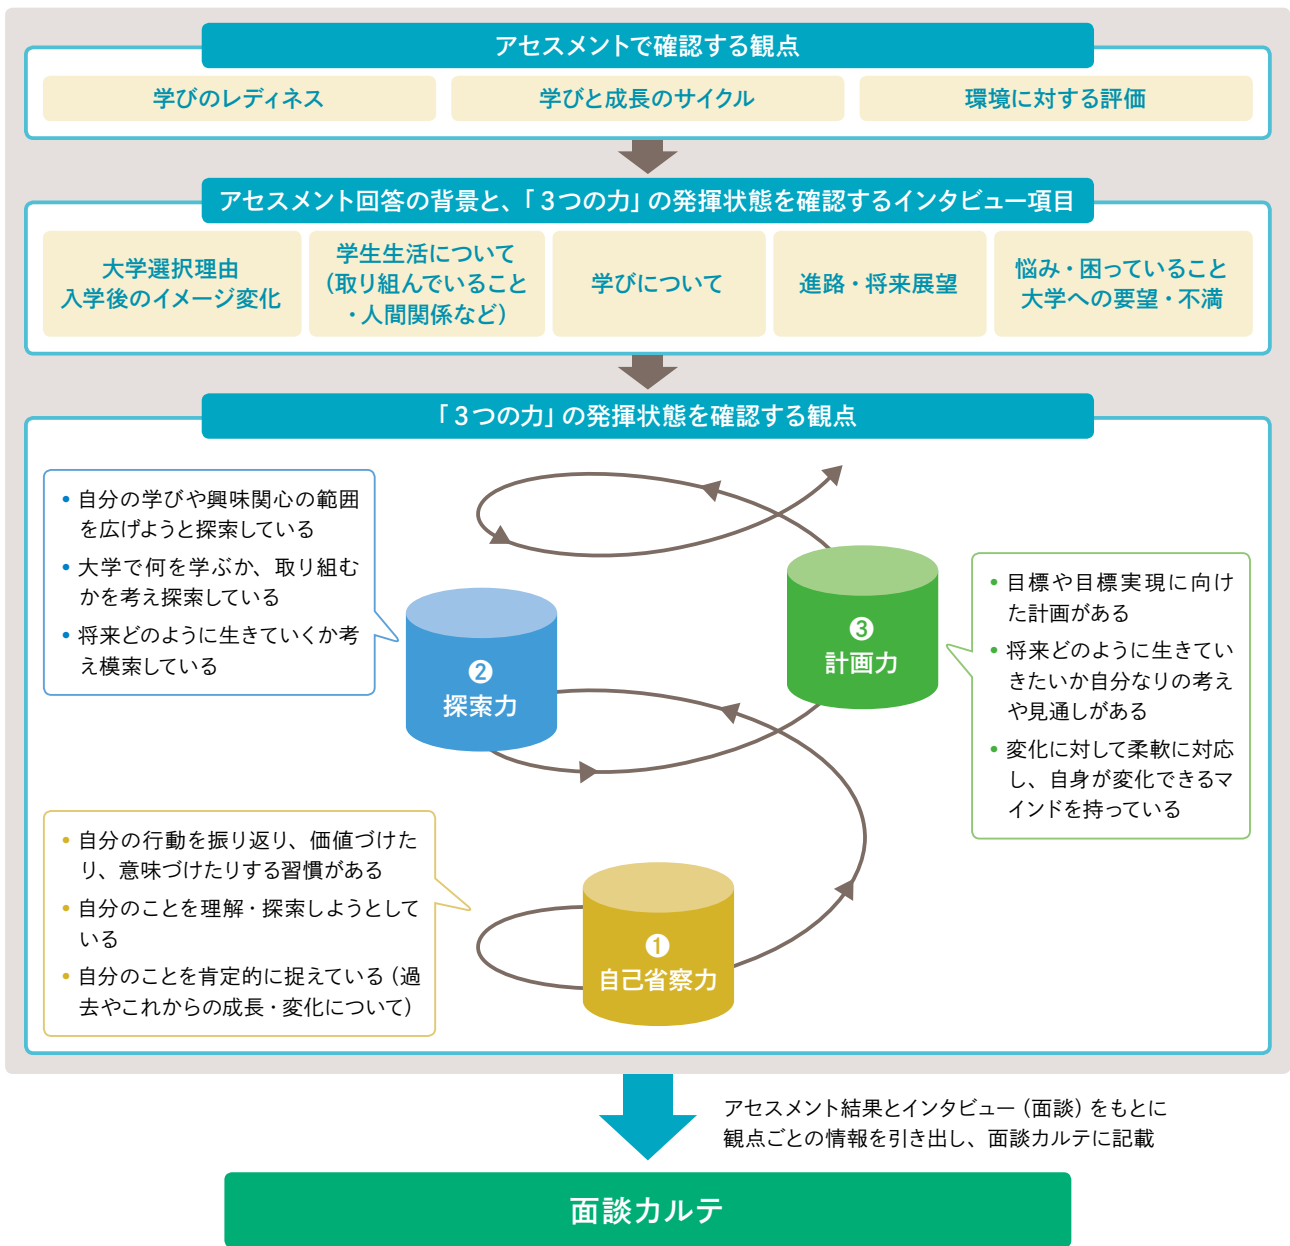 アセスメントで確認する観点
学びのレディネス
学びと成長のサイクル
環境に対する評価
アセスメント回答の背景と、「3つの力」の発揮状態を確認するインタビュー項目
大学選択理由
入学後のイメージ変化
学生生活について
（取り組んでいること
・人間関係など）
学びについて
進路・将来展望
悩み・困っていること
大学への要望・不満
「3つの力」の発揮状態を確認する観点
• 自分の学びや興味関心の範囲
を広げようと探索している
• 大学で何を学ぶか、取り組む
かを考え探索している
• 将来どのように生きていくか考
え模索している
❷
探索力
❸
計画力
• 目標や目標実現に向け
た計画がある
• 将来どのように生きてい
きたいか自分なりの考え
や見通しがある
• 変化に対して柔軟に対応
し、自身が変化できるマ
インドを持っている
• 自分の行動を振り返り、価値づけた
り、意味づけたりする習慣がある
• 自分のことを理解・探索しようとして
いる
• 自分のことを肯定的に捉えている（過
去やこれからの成長・変化について）
❶
自己省察力
アセスメント結果とインタビュー（面談）をもとに
観点ごとの情報を引き出し、面談カルテに記載
面談カルテ